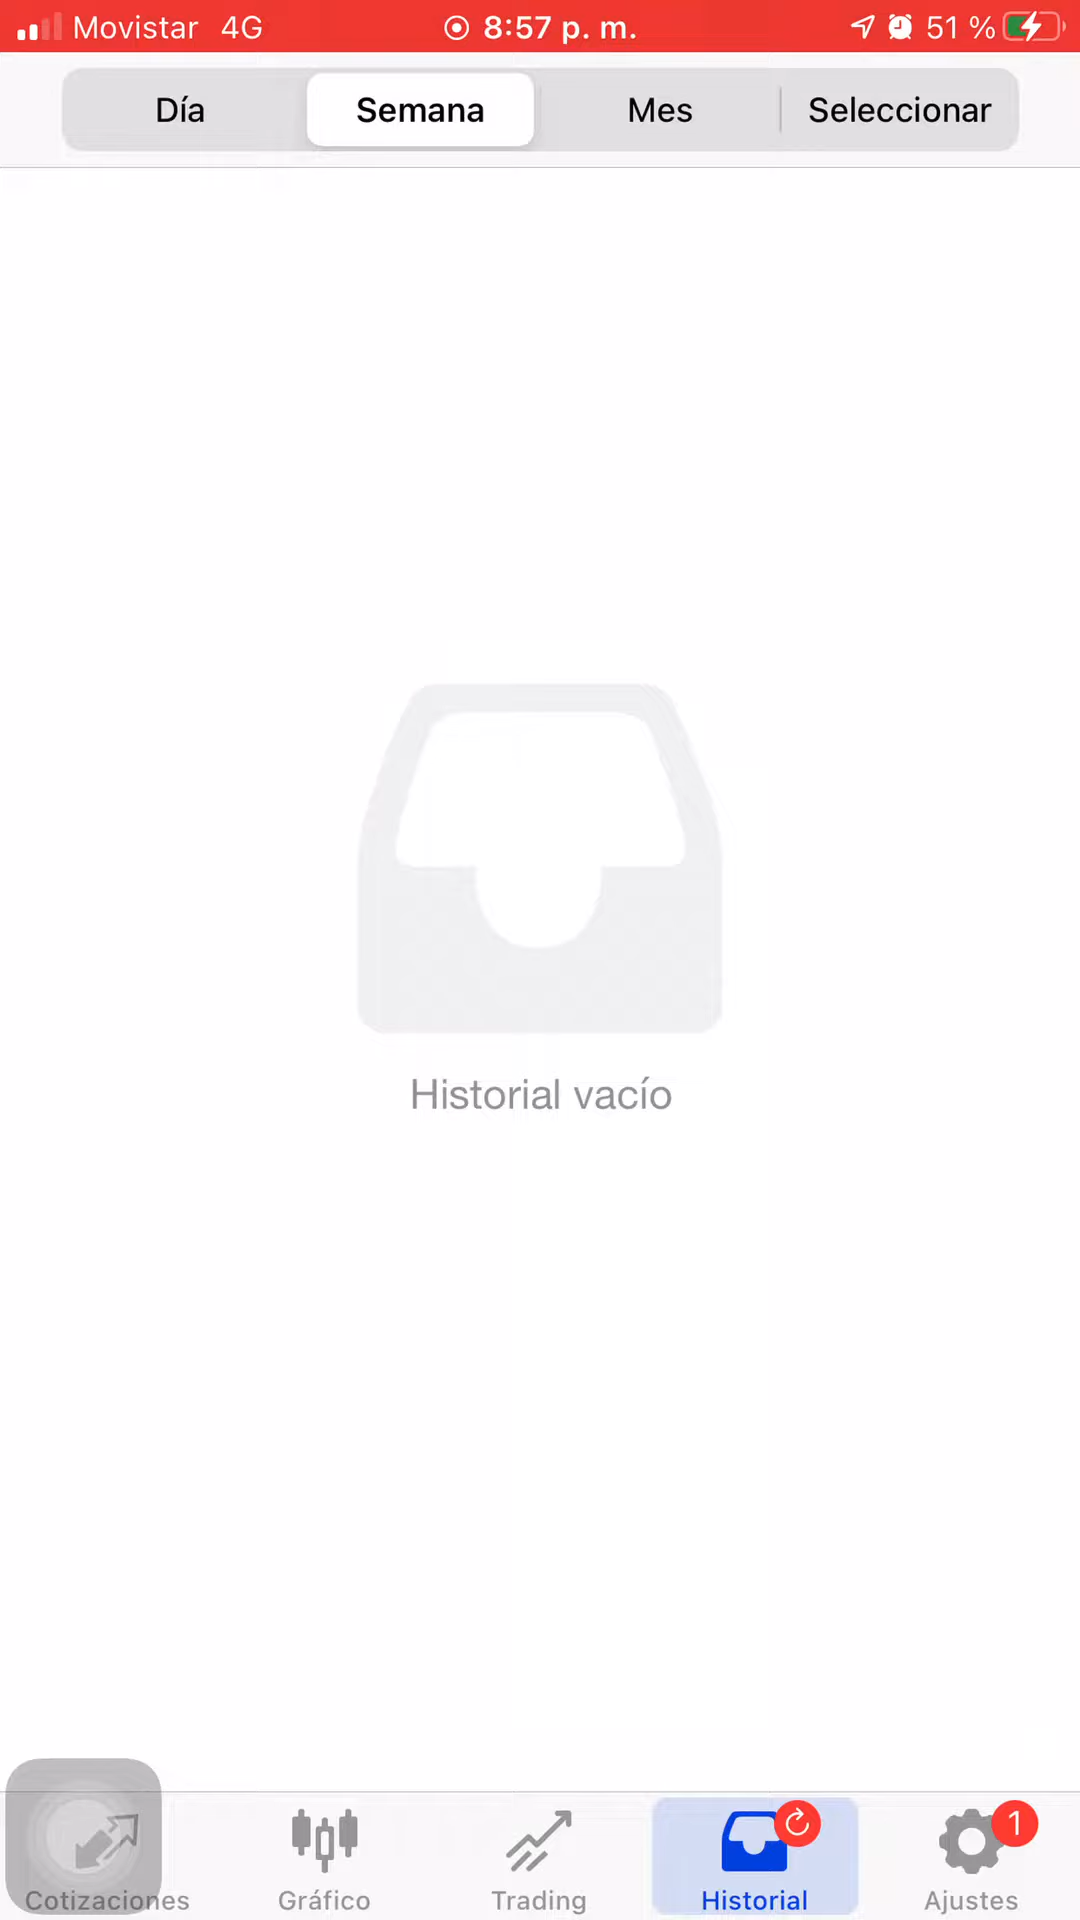 Movistar 4G 8:57 p. m. 51 %
Día Semana Mes Seleccionar
Historial vacío
1
Cotizaciones Gráfico Trading Historial Ajustes